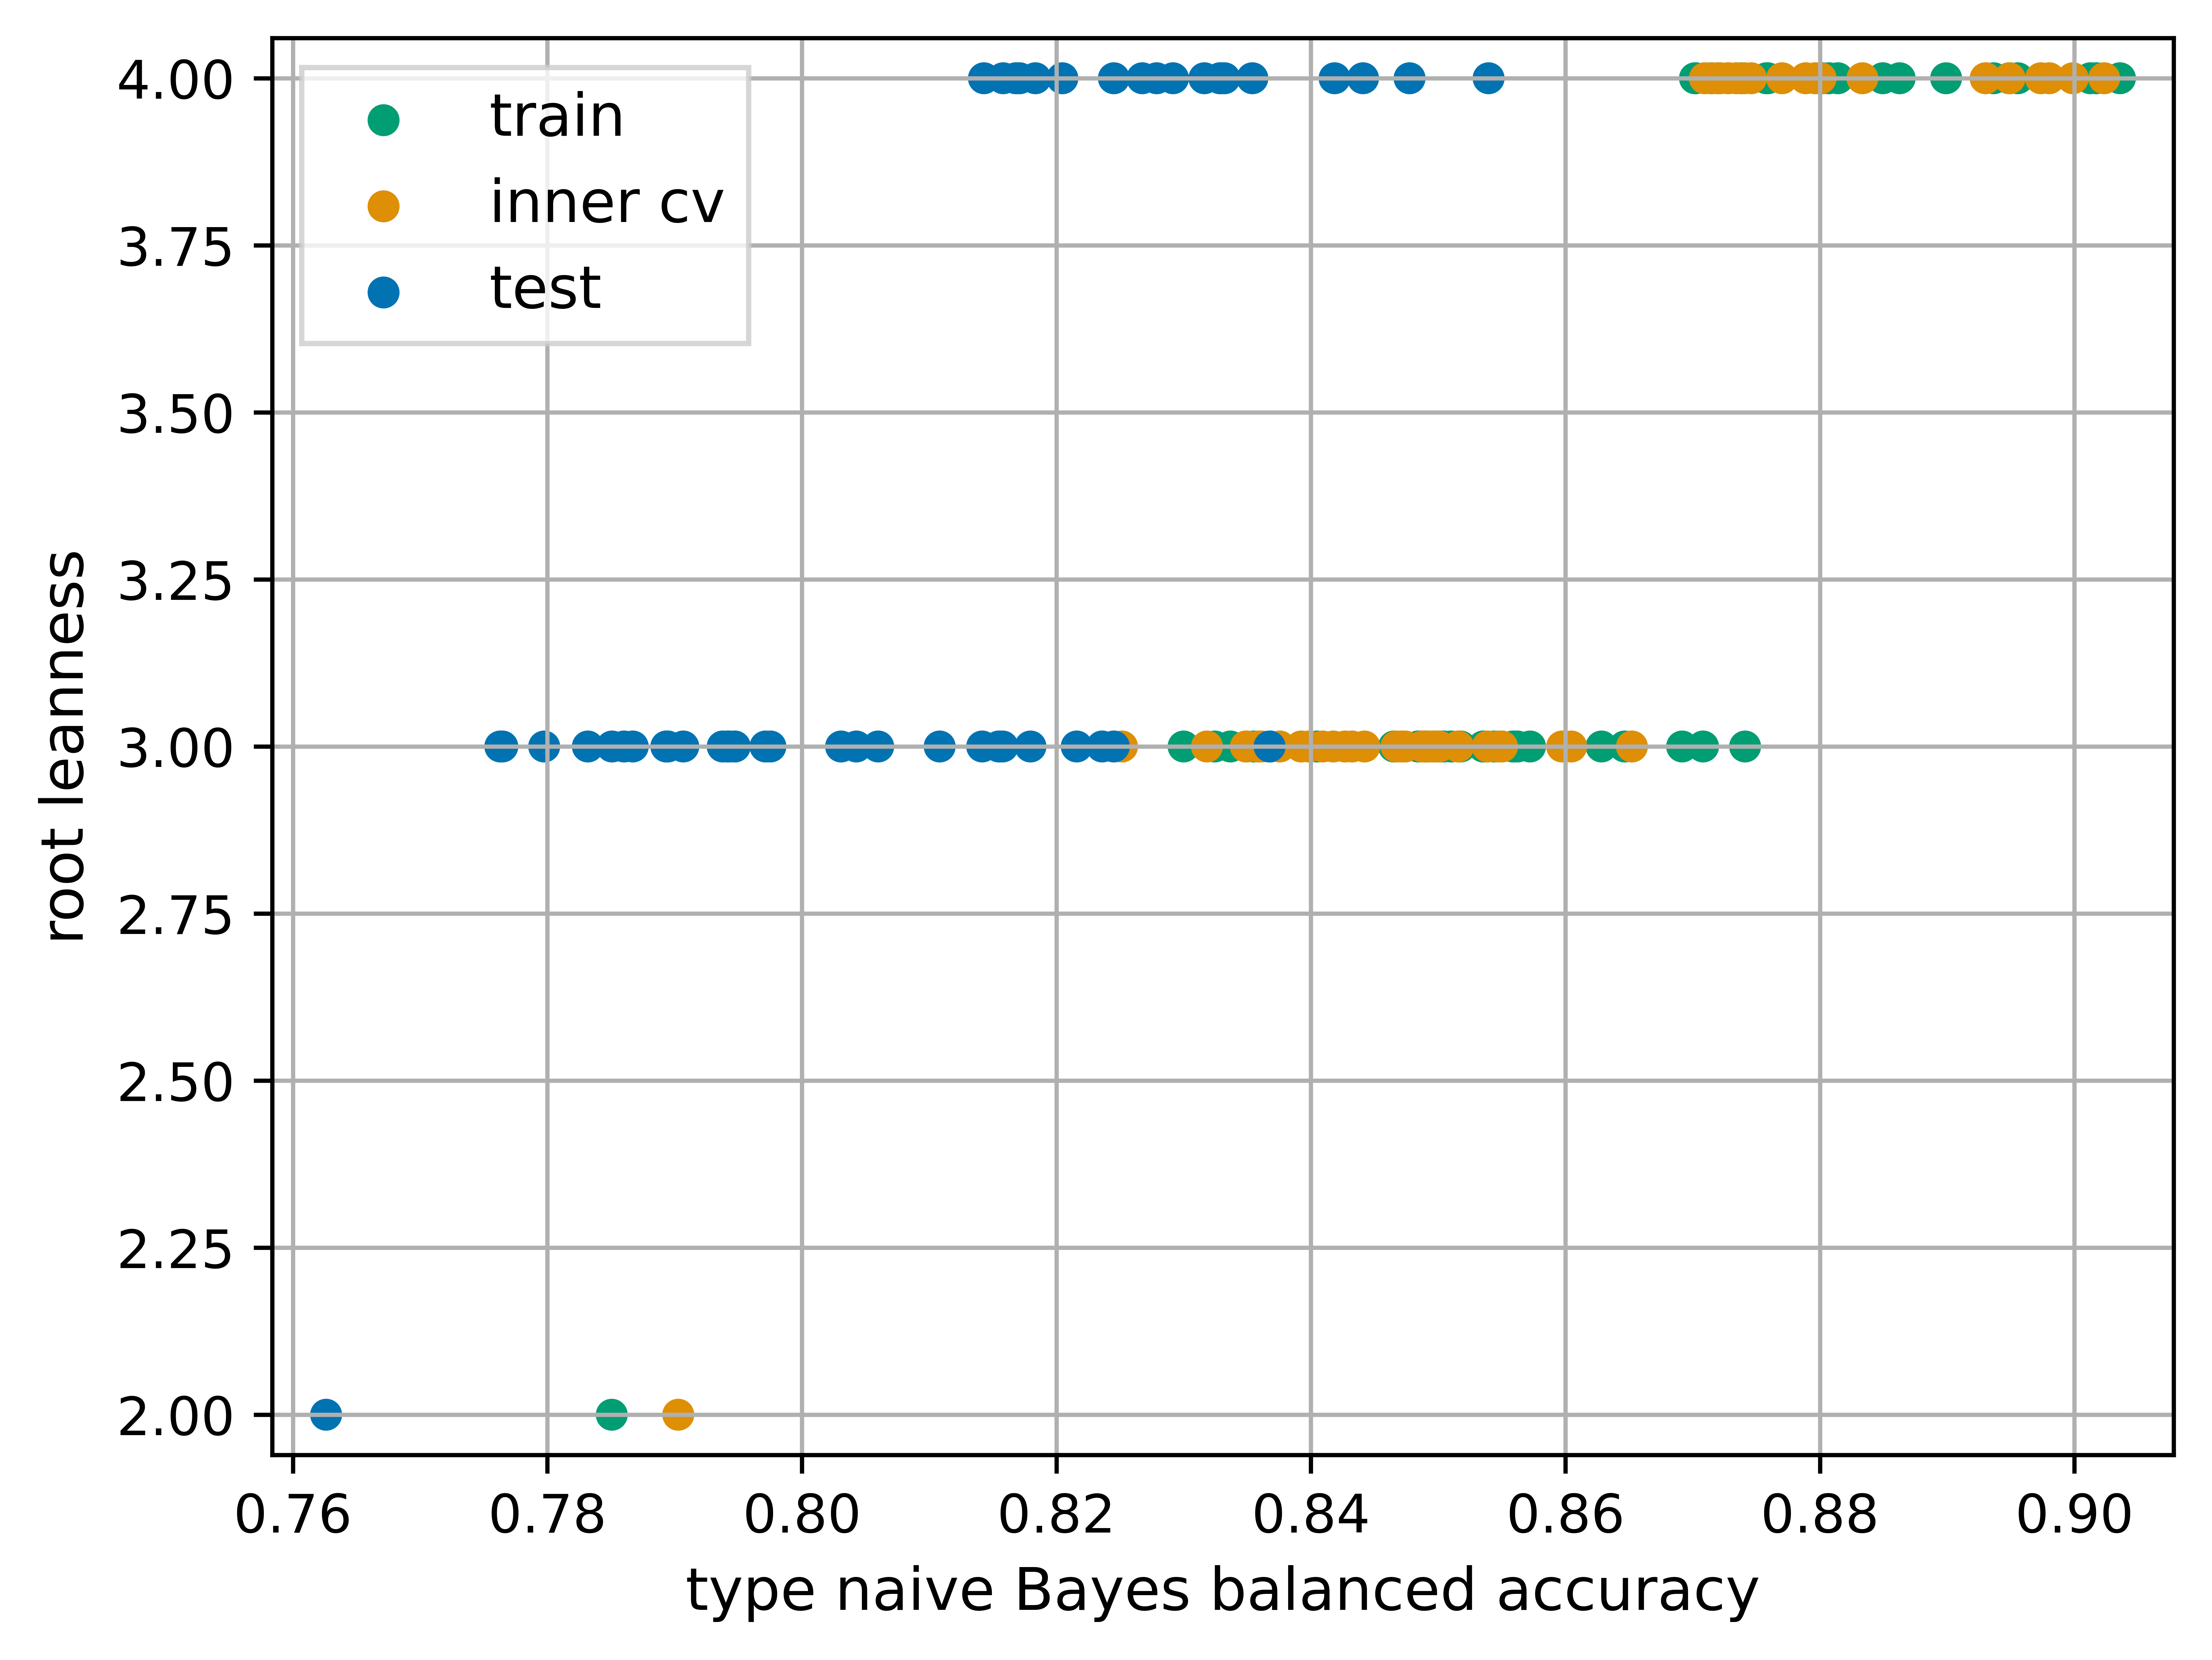 train
inner cv
test
4.00
3.75
3.50
3.25
3.00
2.75
2.50
2.25
2.00
root leanness
0.76 0.78 0.80 0.82 0.84 0.86 0.88 0.90
type naive Bayes balanced accuracy